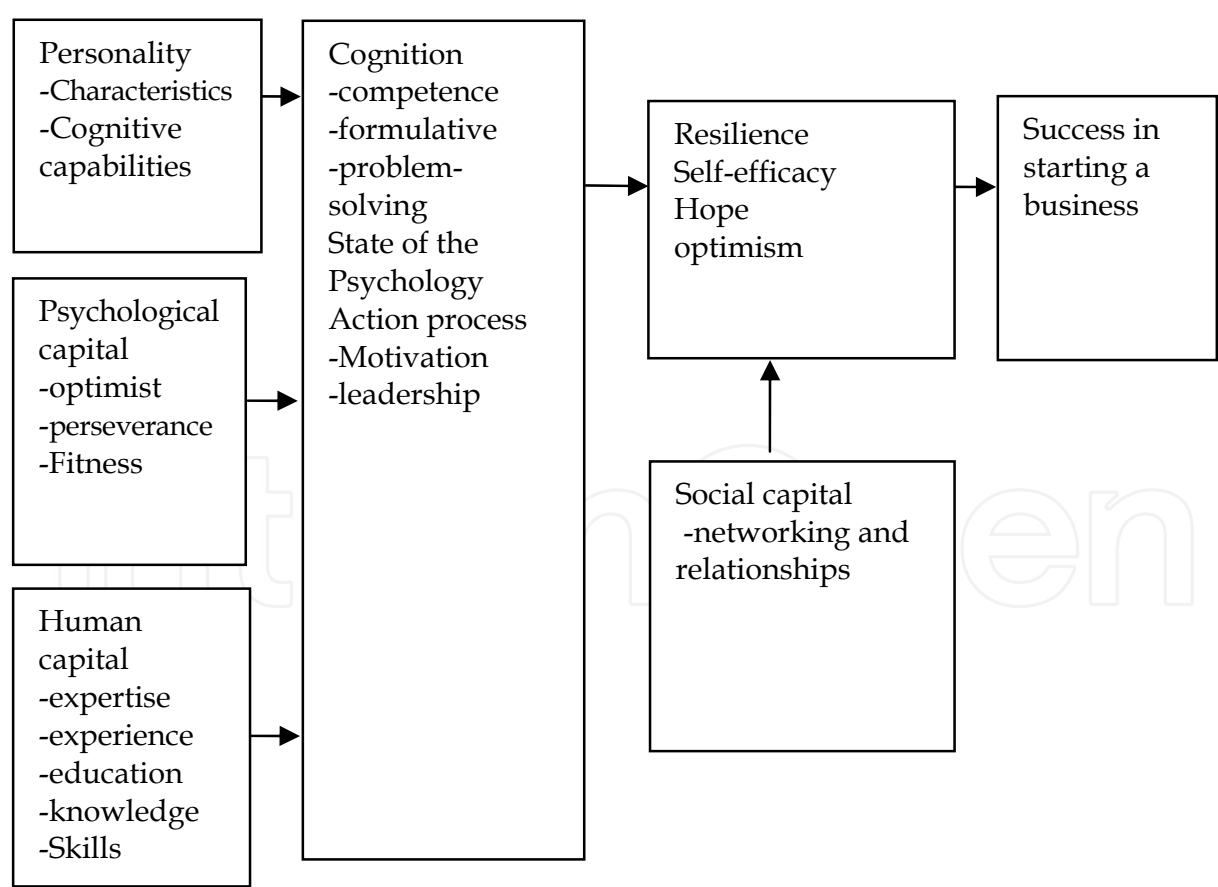 Personality
-Characteristics
-Cognitive
capabilities
Psychological
capital
-optimist
-perseverance
-Fitness
Human
capital
-expertise
-experience
-education
-knowledge
-Skills
Cognition
-competence
-formulative
-problem-
solving
State of the
Psychology
Action process
-Motivation
-leadership
Resilience
Self-efficacy
Hope
optimism
Social capital
-networking and
relationships
Success in
starting a
business